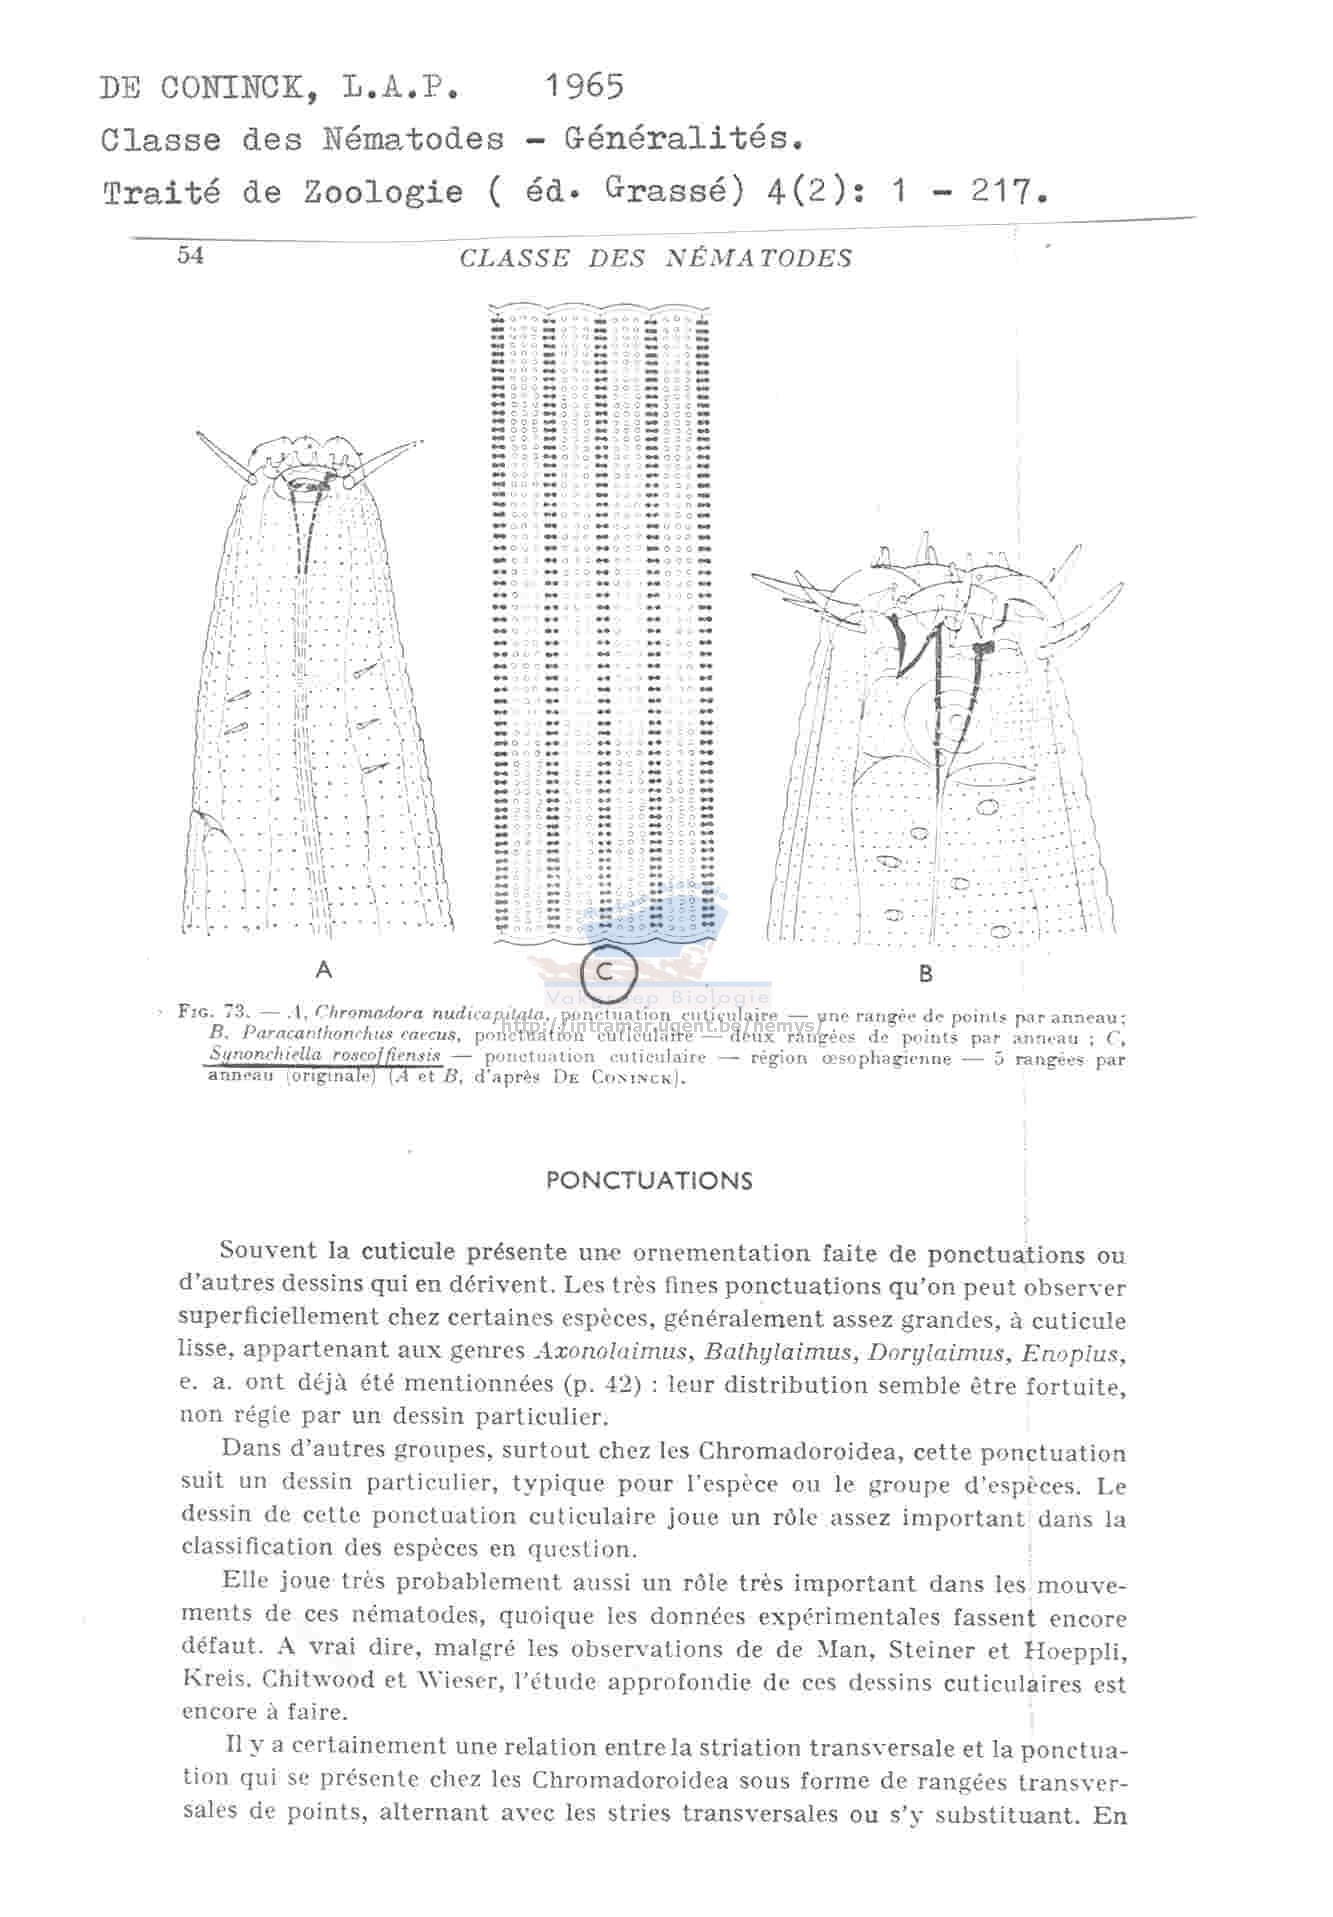 DE CONINCK, L.A.P. 1965
Classe des Nématodes - Généralités.
Traité de Zoologie ( éd. Grassé) 4(2): 1 - 217.
54 CLASSE DES NÉMATODES
A C B
Vakgroep Biologie
http://intramar.ugent.be/nemys/
FIG. 73. — A, Chromadora nudicapitata, ponctuation cuticulaire — une rangée de points par anneau;
B, Paracanthonchus caecus, ponctuation cuticulaire — deux rangées de points par anneau ; C,
Synonchiella roscoffiensis — ponctuation cuticulaire — région œsophagienne — 5 rangées par
anneau (originale) (A et B, d'après DE CONINCK).
PONCTUATIONS
Souvent la cuticule présente une ornementation faite de ponctuations ou
d'autres dessins qui en dérivent. Les très fines ponctuations qu'on peut observer
superficiellement chez certaines espèces, généralement assez grandes, à cuticule
lisse, appartenant aux genres Axonolaimus, Bathylaimus, Dorylaimus, Enoplus,
e. a. ont déjà été mentionnées (p. 42) : leur distribution semble être fortuite,
non régie par un dessin particulier.
Dans d'autres groupes, surtout chez les Chromadoroidea, cette ponctuation
suit un dessin particulier, typique pour l'espèce ou le groupe d'espèces. Le
dessin de cette ponctuation cuticulaire joue un rôle assez important dans la
classification des espèces en question.
Elle joue très probablement aussi un rôle très important dans les mouve-
ments de ces nématodes, quoique les données expérimentales fassent encore
défaut. A vrai dire, malgré les observations de de Man, Steiner et Hoeppli,
Kreis, Chitwood et Wieser, l'étude approfondie de ces dessins cuticulaires est
encore à faire.
Il y a certainement une relation entre la striation transversale et la ponctua-
tion qui se présente chez les Chromadoroidea sous forme de rangées transver-
sales de points, alternant avec les stries transversales ou s'y substituant. En